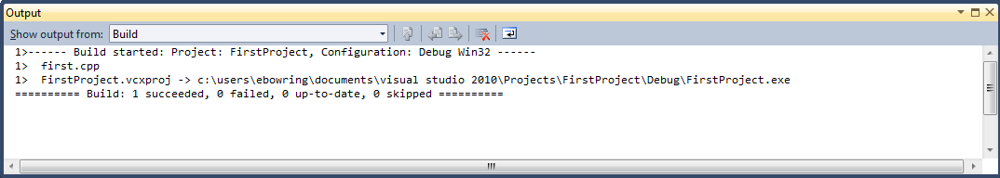 Output
Show output from: Build
1>------ Build started: Project: FirstProject, Configuration: Debug Win32 ------
1>  first.cpp
1>  FirstProject.vcxproj -> c:\users\ebowring\documents\visual studio 2010\Projects\FirstProject\Debug\FirstProject.exe
========== Build: 1 succeeded, 0 failed, 0 up-to-date, 0 skipped ==========